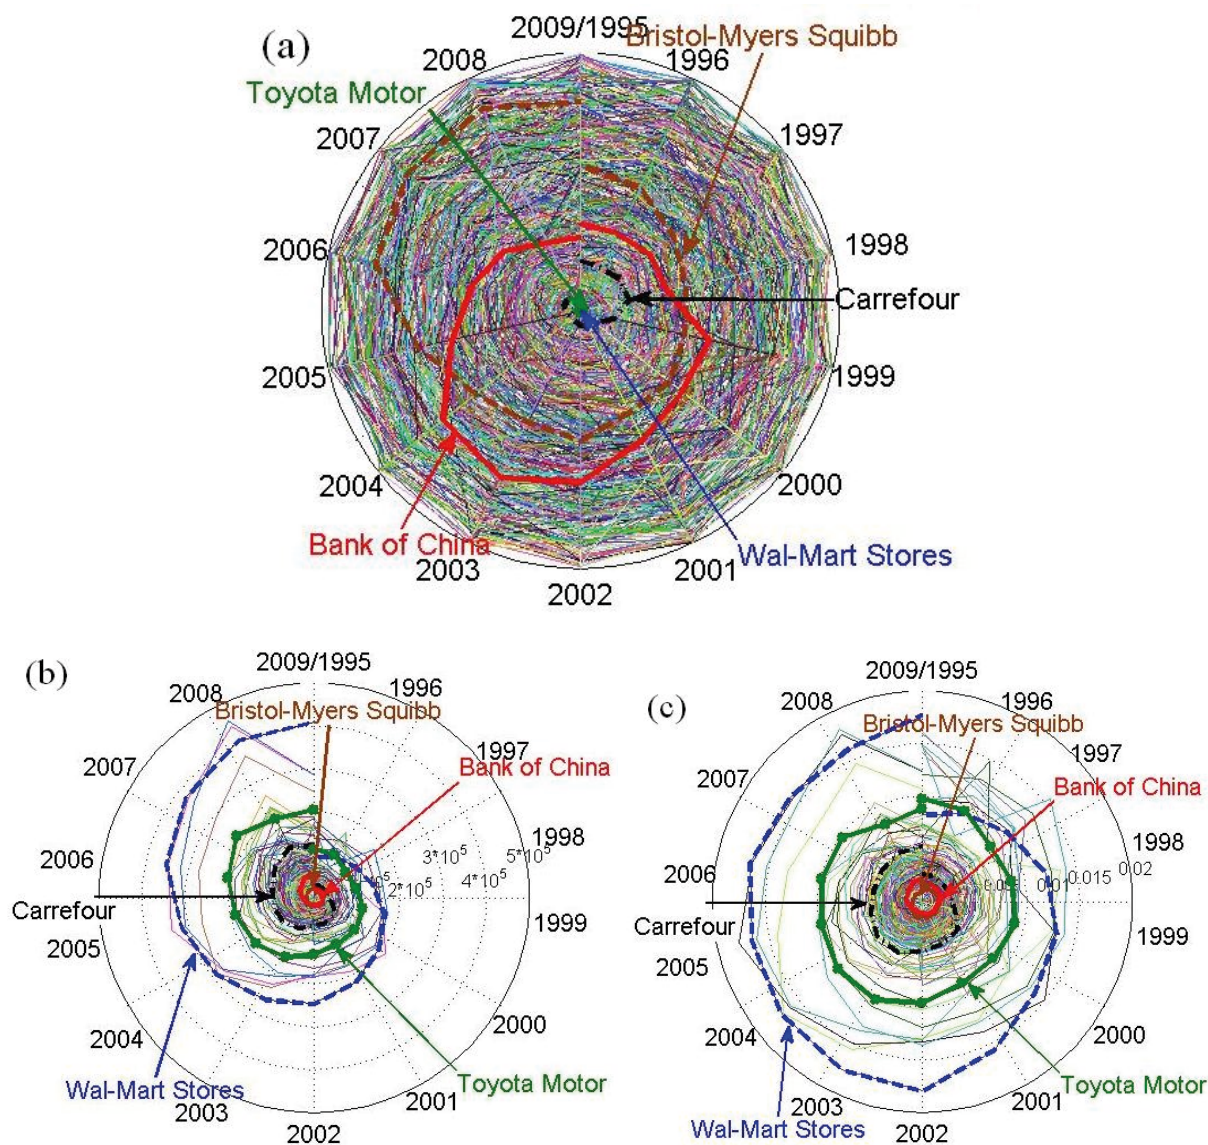 (a)
2009/1995
Bristol-Myers Squibb
2008
1996
Toyota Motor
2007
1997
2006
1998
Carrefour
2005
1999
2004
2000
Bank of China
2003
2001
Wal-Mart Stores
2002
(b)
2009/1995
2008
1996
Bristol-Myers Squibb
1997
2007
Bank of China
1998
3*10^5
5*10^5
2006
2*10^5
4*10^5
Carrefour
1999
2005
2000
2004
Toyota Motor
Wal-Mart Stores
2003
2001
2002
(c)
2009/1995
2008
1996
Bristol-Myers Squibb
1997
2007
Bank of China
1998
2006
0.01
0.015
0.02
Carrefour
1999
2005
2000
2004
Toyota Motor
2003
2001
Wal-Mart Stores
2002